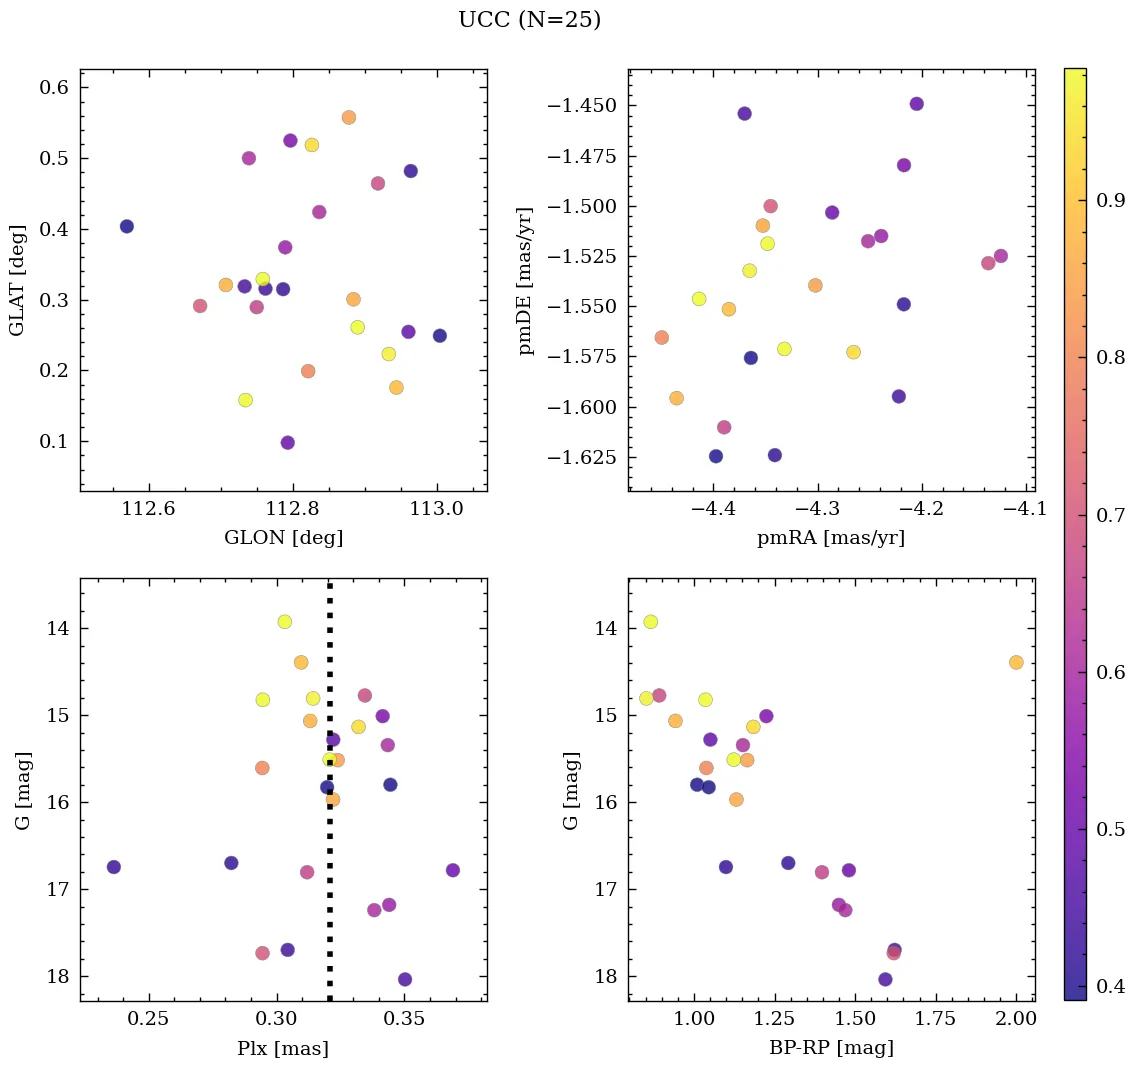 UCC (N=25)
0.6
0.5
0.4
0.3
0.2
0.1
GLAT [deg]
112.6 112.8 113.0
GLON [deg]
−1.450
−1.475
−1.500
−1.525
−1.550
−1.575
−1.600
−1.625
pmDE [mas/yr]
−4.4 −4.3 −4.2 −4.1
pmRA [mas/yr]
14
15
16
17
18
G [mag]
0.25 0.30 0.35
Plx [mas]
14
15
16
17
18
G [mag]
1.00 1.25 1.50 1.75 2.00
BP-RP [mag]
0.9
0.8
0.7
0.6
0.5
0.4